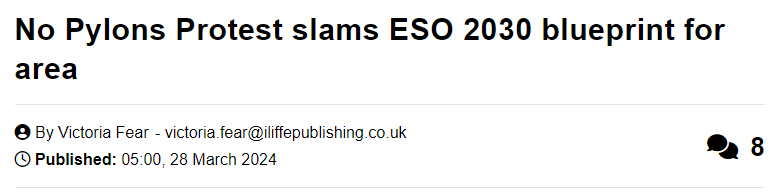 No Pylons Protest slams ESO 2030 blueprint for
area
By Victoria Fear - victoria.fear@iliffepublishing.co.uk
Published: 05:00, 28 March 2024
8